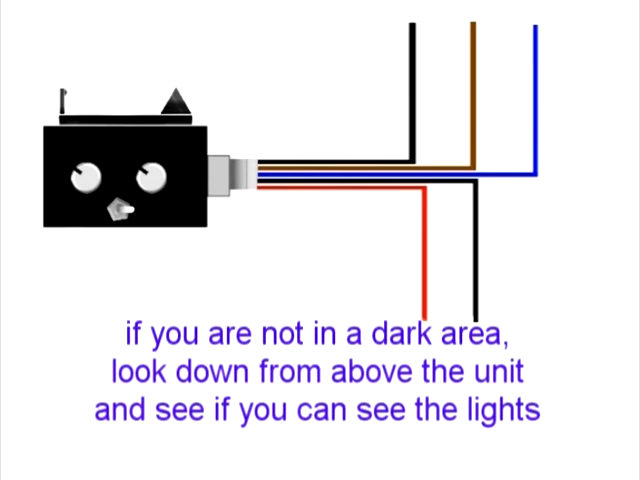 if you are not in a dark area,
look down from above the unit
and see if you can see the lights